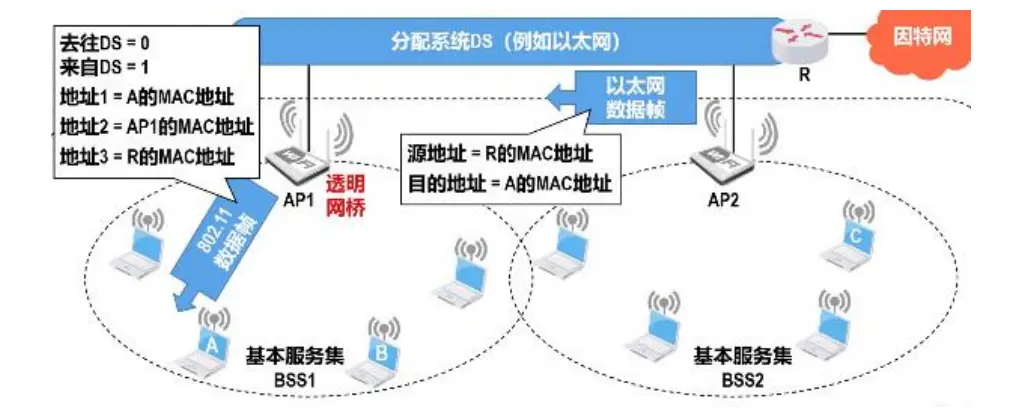 去往DS = 0
来自DS = 1
地址1 = A的MAC地址
地址2 = AP1的MAC地址
地址3 = R的MAC地址
分配系统DS（例如以太网）
R
因特网
以太网
数据帧
源地址 = R的MAC地址
目的地址 = A的MAC地址
AP1
透明
网桥
AP2
802.11
数据帧
A
B
C
基本服务集
BSS1
基本服务集
BSS2